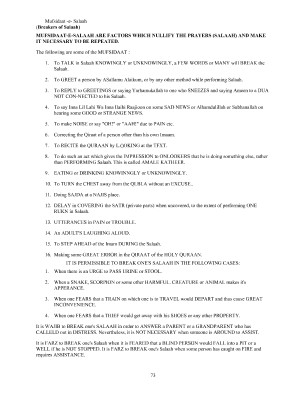 Mufsidaat -e- Salaah
(Breakers of Salaah)
MUFSIDAAT-E-SALAAH ARE FACTORS WHICH NULLIFY THE PRAYERS (SALAAH) AND MAKE
IT NECESSARY TO BE REPEATED.
The following are some of the MUFSIDAAT :
1. To TALK in Salaah KNOWINGLY or UNKNOWINGLY, a FEW WORDS or MANY will BREAK the
Salaah.
2. To GREET a person by ASallamu Alaikum, or by any other method while performing Salaah.
3. To REPLY to GREETINGS or saying Yarhamukallah to one who SNEEZES and saying Ameen to a DUA
NOT CONNECTED to his Salaah.
4. To say Inna Lil Lahi Wa Inna Ilaihi Raajioon on some SAD NEWS or Alhamdulillah or Subhanallah on
hearing some GOOD or STRANGE NEWS.
5. To make NOISE or say "OH!" or "AAH!" due to PAIN etc.
6. Correcting the Qiraat of a person other than his own Imaam.
7. To RECITE the QURAAN by LOOKING at the TEXT.
8. To do such an act which gives the IMPRESSION to ONLOOKERS that he is doing something else, rather
than PERFORMING Salaah. This is called AMALE KATHEER.
9. EATING or DRINKING KNOWINNGLY or UNKNOWINGLY.
10. To TURN the CHEST away from the QIBLA without an EXCUSE..
11. Doing SAJDA at a NAJIS place.
12. DELAY in COVERING the SATR (private parts) when uncovered, to the extent of performing ONE
RUKN in Salaah.
13. UTTERANCES in PAIN or TROUBLE.
14. An ADULT'S LAUGHING ALOUD.
15. To STEP AHEAD of the Imam DURING the Salaah.
16. Making some GREAT ERROR in the QIRAAT of the HOLY QURAAN.
IT IS PERMISSIBLE TO BREAK ONE'S SALAAH IN THE FOLLOWING CASES:
1. When there is an URGE to PASS URINE or STOOL.
2. When a SNAKE, SCORPION or some other HARMFUL, CREATURE or ANIMAL makes it's
APPERANCE.
3. When one FEARS that a TRAIN on which one is to TRAVEL would DEPART and thus cause GREAT
INCONVENIENCE.
4. When one FEARS that a THIEF would get away with his SHOES or any other PROPERTY.
It is WAJIB to BREAK one's SALAAH in order to ANSWER a PARENT or a GRANDPARENT who has
CALLELD out in DISTRESS. Nevertheless, it is NOT NECESSARY when someone is AROUND to ASSIST.
It is FARZ to BREAK one's Salaah when it is FEARED that a BLIND PERSON would FALL into a PIT or a
WELL if he is NOT STOPPED. It is FARZ to BREAK one's Salaah when some person has caught on FIRE and
requires ASSISTANCE.
73